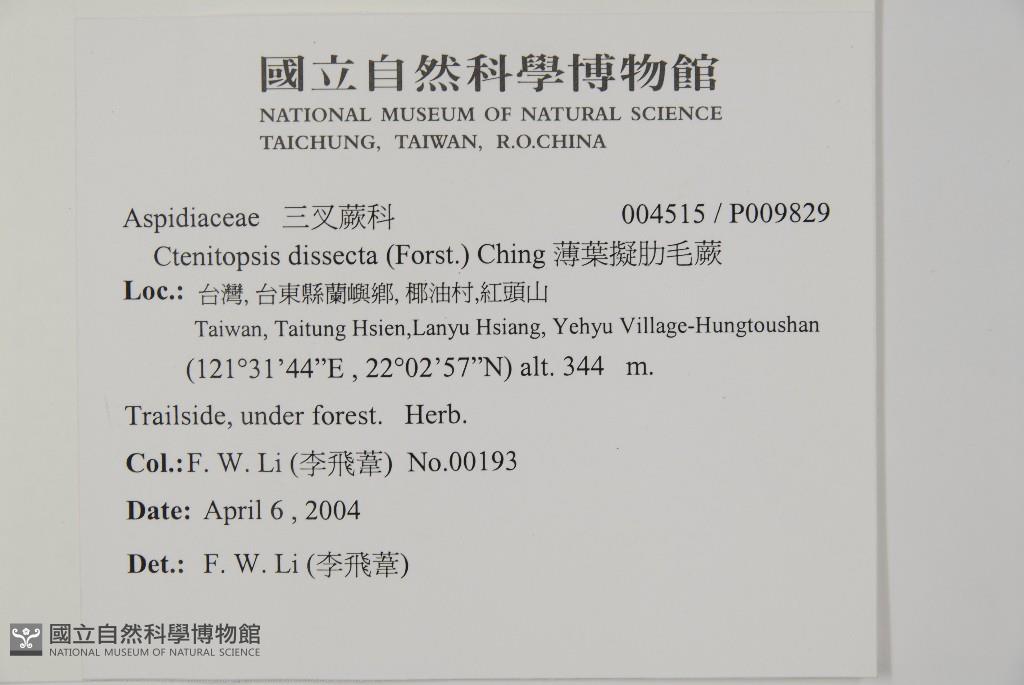 國立自然科學博物館
NATIONAL MUSEUM OF NATURAL SCIENCE
TAICHUNG, TAIWAN, R.O.CHINA
Aspidiaceae 三叉蕨科 004515 / P009829
Ctenitopsis dissecta (Forst.) Ching 薄葉擬肋毛蕨
Loc.: 台灣, 台東縣蘭嶼鄉, 椰油村,紅頭山
Taiwan, Taitung Hsien,Lanyu Hsiang, Yehyu Village-Hungtoushan
(121°31’44”E , 22°02’57”N) alt. 344 m.
Trailside, under forest. Herb.
Col.:F. W. Li (李飛葦) No.00193
Date: April 6 , 2004
Det.: F. W. Li (李飛葦)
國立自然科學博物館
NATIONAL MUSEUM OF NATURAL SCIENCE